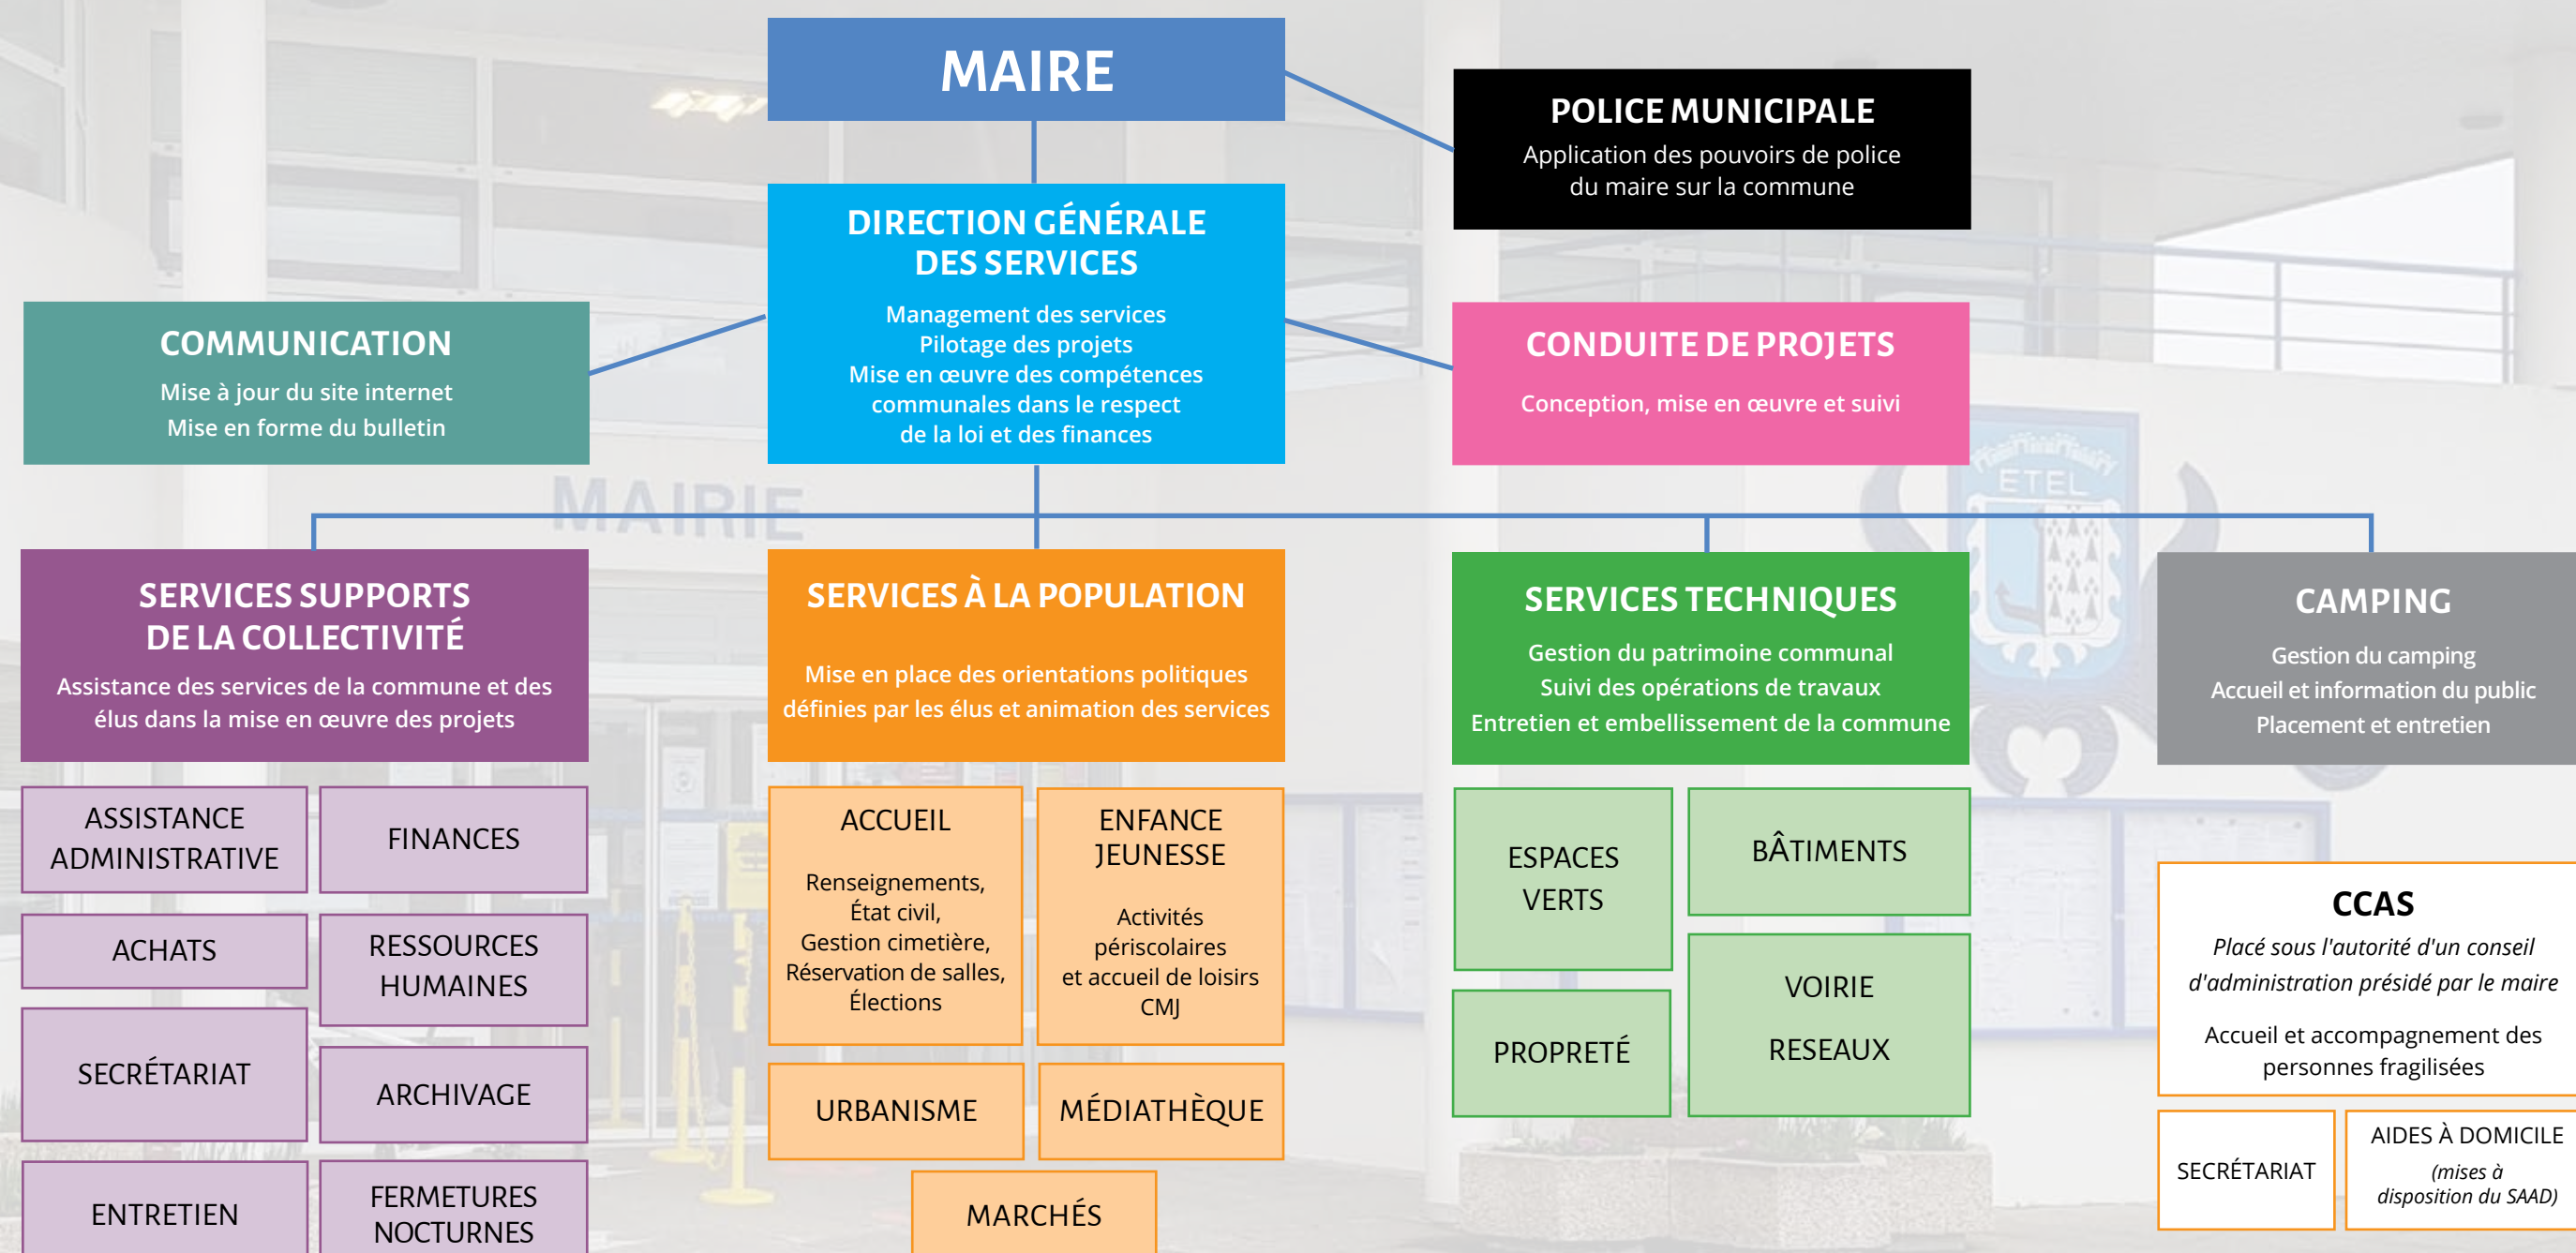 MAIRE
POLICE MUNICIPALE
Application des pouvoirs de police
du maire sur la commune
DIRECTION GÉNÉRALE
DES SERVICES
Management des services
Pilotage des projets
Mise en œuvre des compétences
communales dans le respect
de la loi et des finances
COMMUNICATION
Mise à jour du site internet
Mise en forme du bulletin
CONDUITE DE PROJETS
Conception, mise en œuvre et suivi
MAIRIE
ETEL
SERVICES SUPPORTS
DE LA COLLECTIVITÉ
Assistance des services de la commune et des
élus dans la mise en œuvre des projets
ASSISTANCE
ADMINISTRATIVE
FINANCES
ACHATS
RESSOURCES
HUMAINES
SECRÉTARIAT
ARCHIVAGE
ENTRETIEN
FERMETURES
NOCTURNES
SERVICES À LA POPULATION
Mise en place des orientations politiques
définies par les élus et animation des services
ACCUEIL
Renseignements,
État civil,
Gestion cimetière,
Réservation de salles,
Élections
ENFANCE
JEUNESSE
Activités
périscolaires
et accueil de loisirs
CMJ
URBANISME
MÉDIATHÈQUE
MARCHÉS
SERVICES TECHNIQUES
Gestion du patrimoine communal
Suivi des opérations de travaux
Entretien et embellissement de la commune
ESPACES
VERTS
BÂTIMENTS
PROPRETÉ
VOIRIE
RESEAUX
CAMPING
Gestion du camping
Accueil et information du public
Placement et entretien
CCAS
Placé sous l'autorité d'un conseil
d'administration présidé par le maire
Accueil et accompagnement des
personnes fragilisées
SECRÉTARIAT
AIDES À DOMICILE
(mises à
disposition du SAAD)